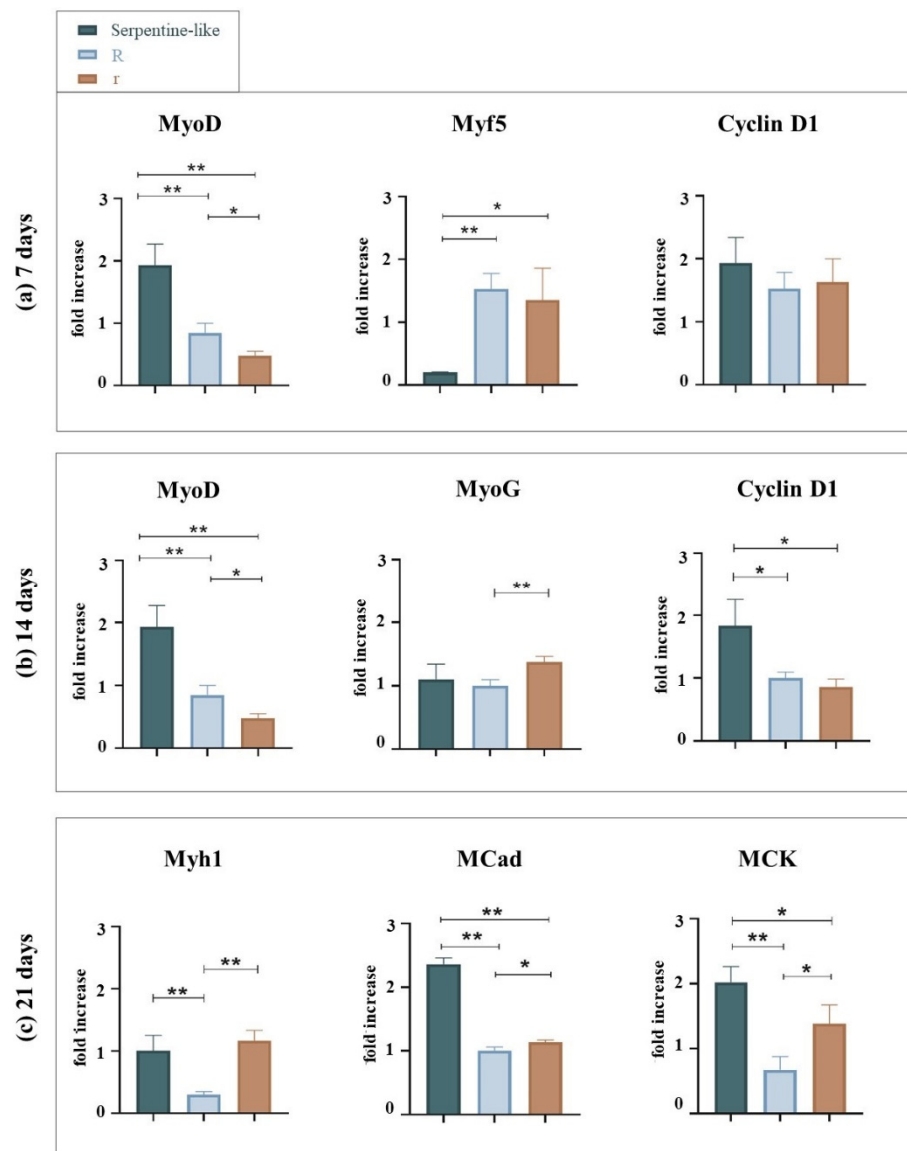 Serpentine-like
R
r
(a) 7 days
MyoD
Myf5
Cyclin D1
**
**
*
*
**
fold increase
3
2
1
0
fold increase
3
2
1
0
fold increase
3
2
1
0
(b) 14 days
MyoD
MyoG
Cyclin D1
**
**
*
**
*
*
fold increase
3
2
1
0
fold increase
3
2
1
0
fold increase
3
2
1
0
(c) 21 days
Myh1
MCad
MCK
**
**
**
**
*
*
**
*
fold increase
3
2
1
0
fold increase
3
2
1
0
fold increase
3
2
1
0